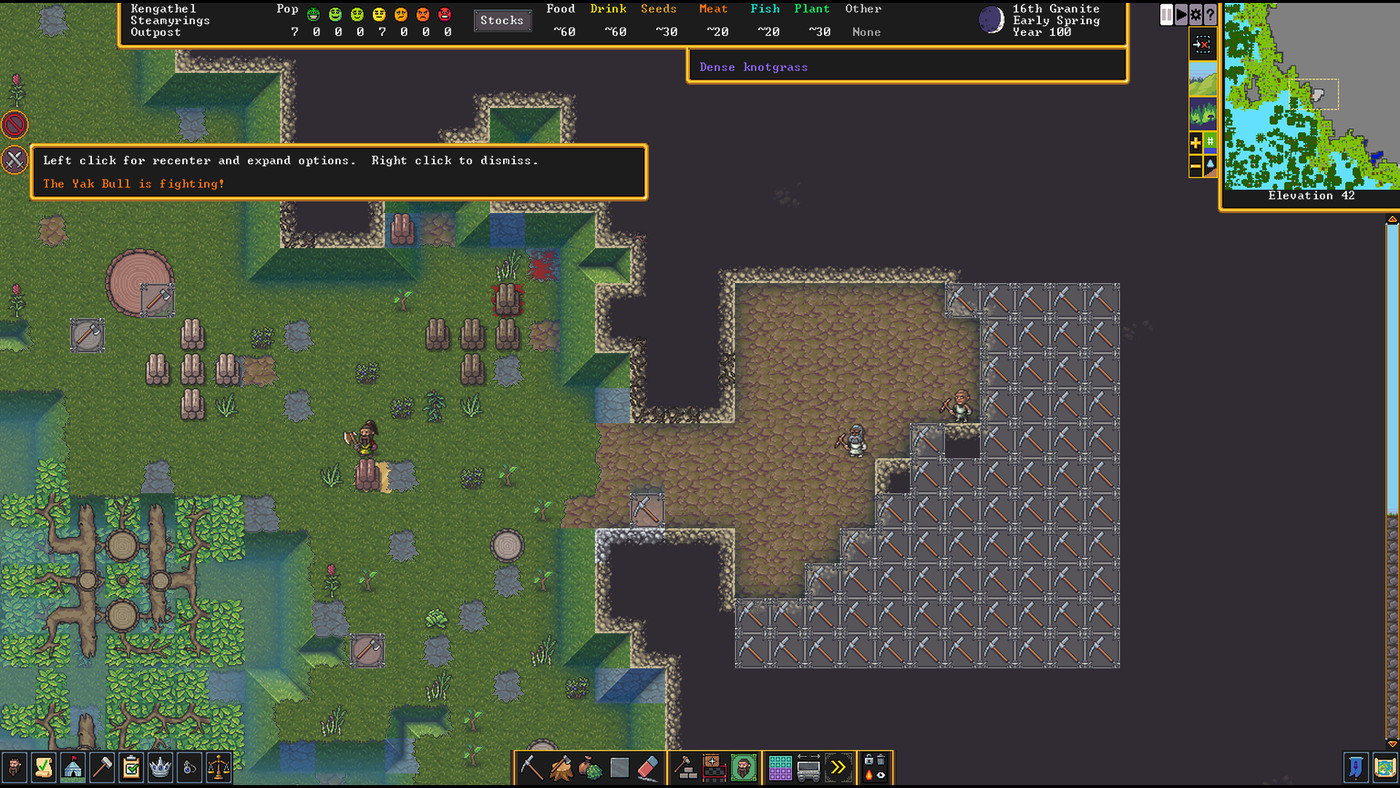 Kengathel
Steamyrings
Outpost
Pop
7 0 0 0 7 0 0 0
Stocks
Food Drink Seeds Meat Fish Plant Other
~60 ~60 ~30 ~20 ~20 ~30 None
16th Granite
Early Spring
Year 100
Dense knotgrass
Left click for recenter and expand options. Right click to dismiss.
The Yak Bull is fighting!
Elevation 42